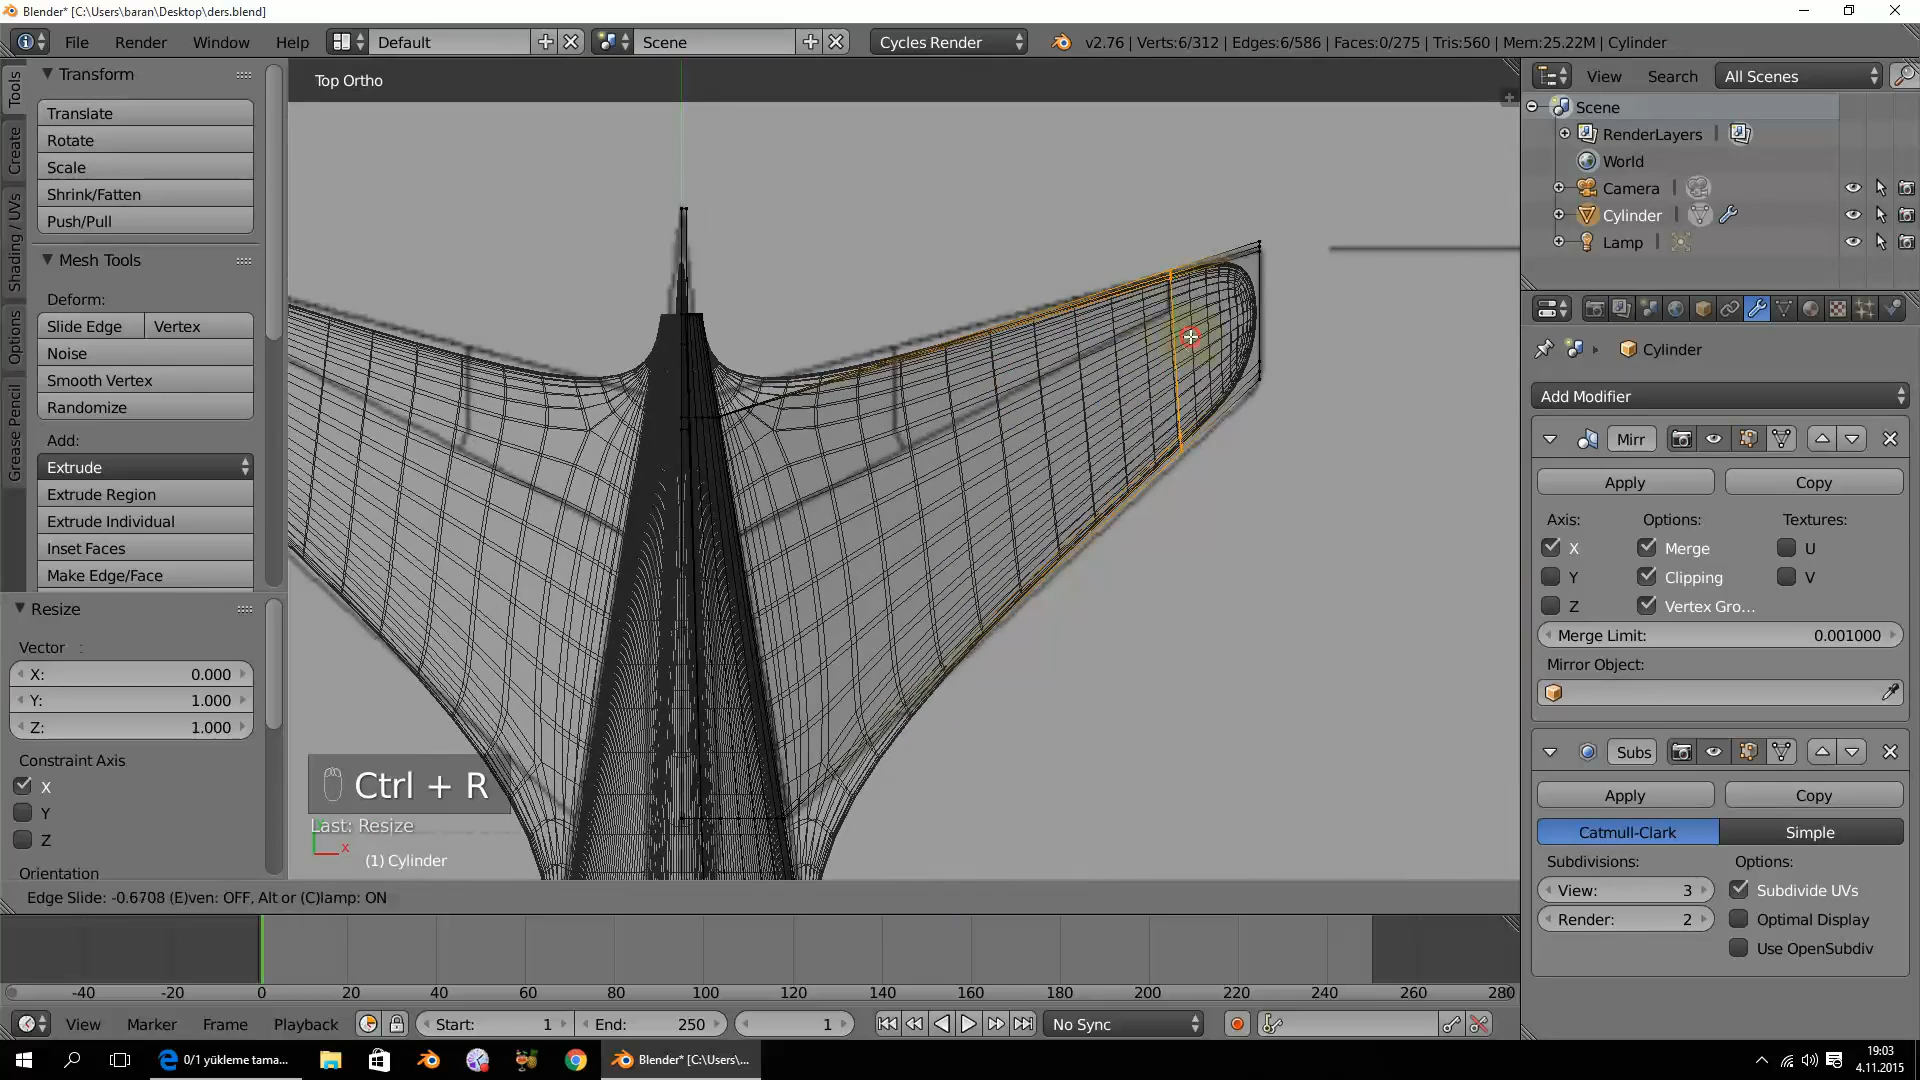 Blender* [C:\Users\baran\Desktop\ders.blend]
File Render Window Help Default Scene Cycles Render v2.76 | Verts:6/312 | Edges:6/586 | Faces:0/275 | Tris:560 | Mem:25.22M | Cylinder
Tools
Create
Shading / UVs
Options
Grease Pencil
Transform
Translate
Rotate
Scale
Shrink/Fatten
Push/Pull
Mesh Tools
Deform:
Slide Edge Vertex
Noise
Smooth Vertex
Randomize
Add:
Extrude
Extrude Region
Extrude Individual
Inset Faces
Make Edge/Face
Resize
Vector
X: 0.000
Y: 1.000
Z: 1.000
Constraint Axis
X
Y
Z
Orientation
Top Ortho
Ctrl + R
Last: Resize
x
(1) Cylinder
Edge Slide: -0.6708 (E)ven: OFF, Alt or (C)lamp: ON
View Search All Scenes
Scene
RenderLayers
World
Camera
Cylinder
Lamp
Cylinder
Add Modifier
Mirr
Apply Copy
Axis: Options: Textures:
X Merge U
Y Clipping V
Z Vertex Gro...
Merge Limit: 0.001000
Mirror Object:
Subs
Apply Copy
Catmull-Clark Simple
Subdivisions: Options:
View: 3 Subdivide UVs
Render: 2 Optimal Display
Use OpenSubdiv
-40 -20 0 20 40 60 80 100 120 140 160 180 200 220 240 260 280
View Marker Frame Playback Start: 1 End: 250 1 No Sync
0/1 yükleme tama... Blender* [C:\Users\...
19:03
4.11.2015